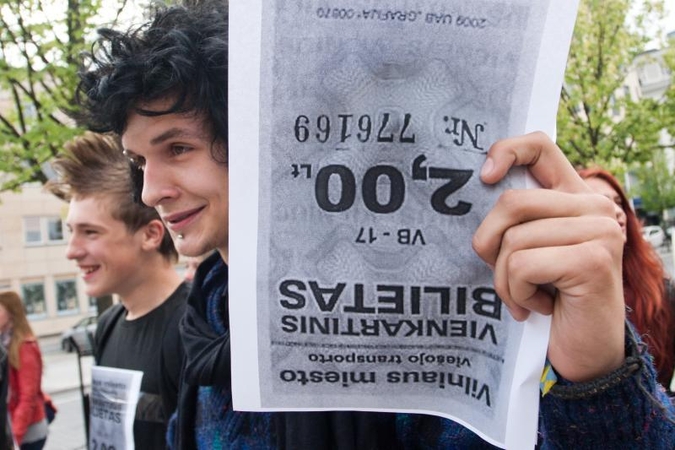 Vilniaus miesto
Viešojo transporto
VIENKARTINIS
BILIETAS
VB - 17
2,00 Lt
Nr. 776169
2009 UAB „GRAFIJA“